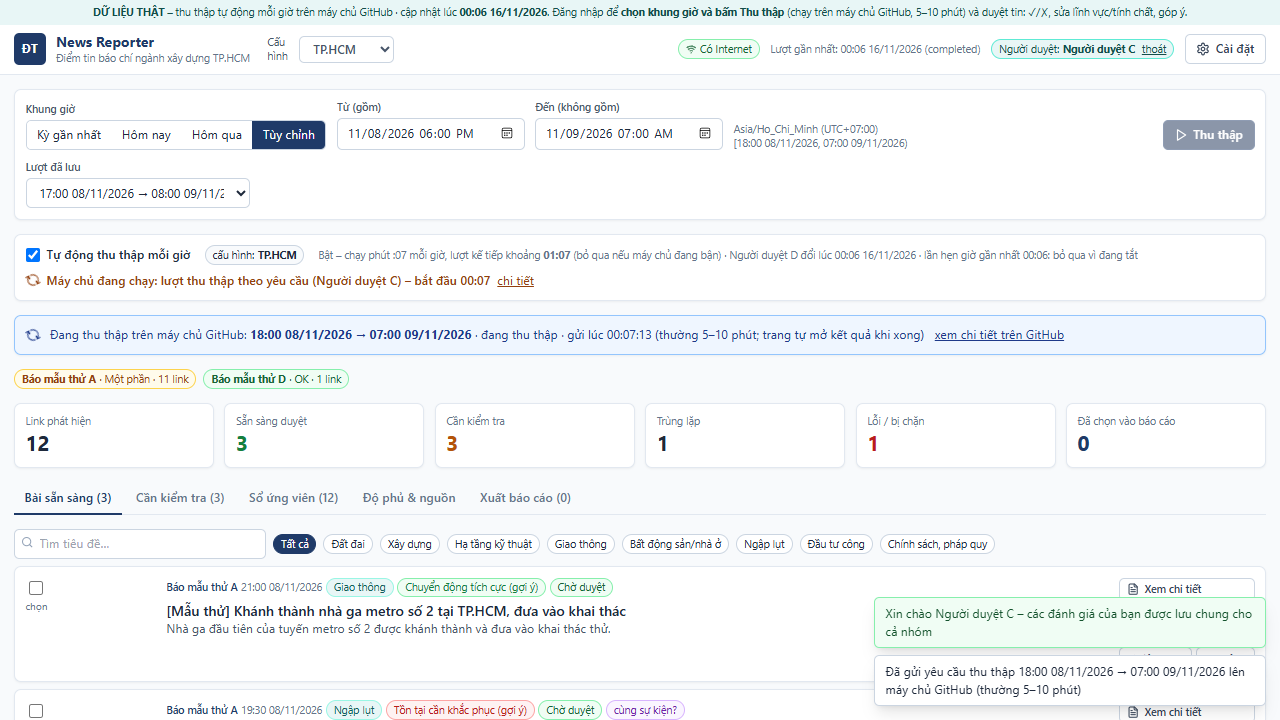 DỮ LIỆU THẬT – thu thập tự động mỗi giờ trên máy chủ GitHub · cập nhật lúc 00:06 16/11/2026. Đăng nhập để chọn khung giờ và bấm Thu thập (chạy trên máy chủ GitHub, 5–10 phút) và duyệt tin: ✓/X, sửa lĩnh vực/tính chất, góp ý.
ĐT
News Reporter
Điểm tin báo chí ngành xây dựng TP.HCM
Cấu hình
TP.HCM
Có Internet
Lượt gần nhất: 00:06 16/11/2026 (completed)
Người duyệt: Người duyệt C thoát
Cài đặt
Khung giờ
Kỳ gần nhất Hôm nay Hôm qua Tùy chỉnh
Từ (gồm)
11/08/2026 06:00 PM
Đến (không gồm)
11/09/2026 07:00 AM
Asia/Ho_Chi_Minh (UTC+07:00)
[18:00 08/11/2026, 07:00 09/11/2026)
Thu thập
Lượt đã lưu
17:00 08/11/2026 → 08:00 09/11/2
Tự động thu thập mỗi giờ cấu hình: TP.HCM Bật – chạy phút :07 mỗi giờ, lượt kế tiếp khoảng 01:07 (bỏ qua nếu máy chủ đang bận) · Người duyệt D đổi lúc 00:06 16/11/2026 · lần hẹn giờ gần nhất 00:06: bỏ qua vì đang tắt
Máy chủ đang chạy: lượt thu thập theo yêu cầu (Người duyệt C) – bắt đầu 00:07 chi tiết
Đang thu thập trên máy chủ GitHub: 18:00 08/11/2026 → 07:00 09/11/2026 · đang thu thập · gửi lúc 00:07:13 (thường 5–10 phút; trang tự mở kết quả khi xong) xem chi tiết trên GitHub
Báo mẫu thử A · Một phần · 11 link
Báo mẫu thử D · OK · 1 link
Link phát hiện
12
Sẵn sàng duyệt
3
Cần kiểm tra
3
Trùng lặp
1
Lỗi / bị chặn
1
Đã chọn vào báo cáo
0
Bài sẵn sàng (3) Cần kiểm tra (3) Sổ ứng viên (12) Độ phủ & nguồn Xuất báo cáo (0)
Tìm tiêu đề...
Tất cả Đất đai Xây dựng Hạ tầng kỹ thuật Giao thông Bất động sản/nhà ở Ngập lụt Đầu tư công Chính sách, pháp quy
chọn
Báo mẫu thử A 21:00 08/11/2026 Giao thông Chuyển động tích cực (gợi ý) Chờ duyệt
[Mẫu thử] Khánh thành nhà ga metro số 2 tại TP.HCM, đưa vào khai thác
Nhà ga đầu tiên của tuyến metro số 2 được khánh thành và đưa vào khai thác thử.
Xem chi tiết
Xin chào Người duyệt C – các đánh giá của bạn được lưu chung cho
cả nhóm
Đã gửi yêu cầu thu thập 18:00 08/11/2026 → 07:00 09/11/2026 lên
máy chủ GitHub (thường 5–10 phút)
Báo mẫu thử A 19:30 08/11/2026 Ngập lụt Tồn tại cần khắc phục (gợi ý) Chờ duyệt cùng sự kiện?
Xem chi tiết